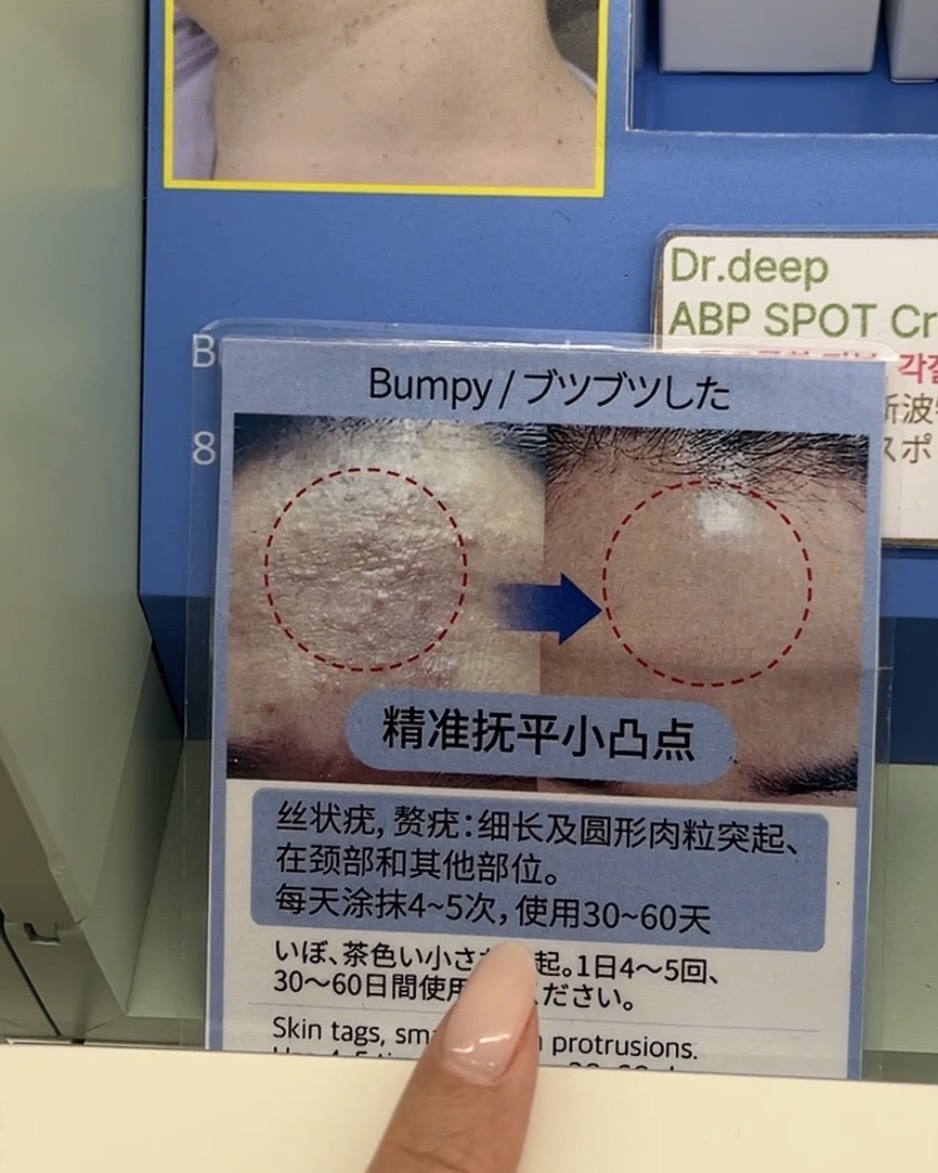 Dr.deep
ABP SPOT Cr
B
8
Bumpy / ブツブツした
精准抚平小凸点
丝状疣, 赘疣：细长及圆形肉粒突起、
在颈部和其他部位。
每天涂抹4~5次, 使用30~60天
いぼ、茶色い小さ 起。1日4～5回、
30～60日間使用 ください。
Skin tags, protrusions.